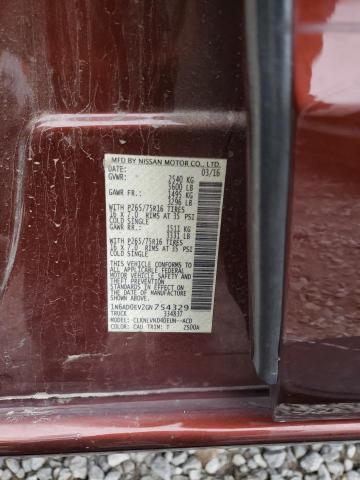 MFD BY NISSAN MOTOR CO., LTD.
DATE: 03/16
GVWR: 2540 KG
5600 LB
GAWR FR: 1495 KG
3296 LB
WITH P265/75R16 TIRES
16 X 7.0 RIMS AT 35 PSI
COLD SINGLE
GAWR RR: 1511 KG
3331 LB
WITH P265/75R16 TIRES
16 X 7.0 RIMS AT 35 PSI
COLD SINGLE
THIS VEHICLE CONFORMS TO ALL
APPLICABLE FEDERAL MOTOR VEHICLE
SAFETY STANDARDS IN EFFECT ON THE
DATE OF MANUFACTURE SHOWN ABOVE.
1N6AD0EV2GN754329
TRUCK 334837
MODEL:
COLOR: CAU TRIM: T 2500A